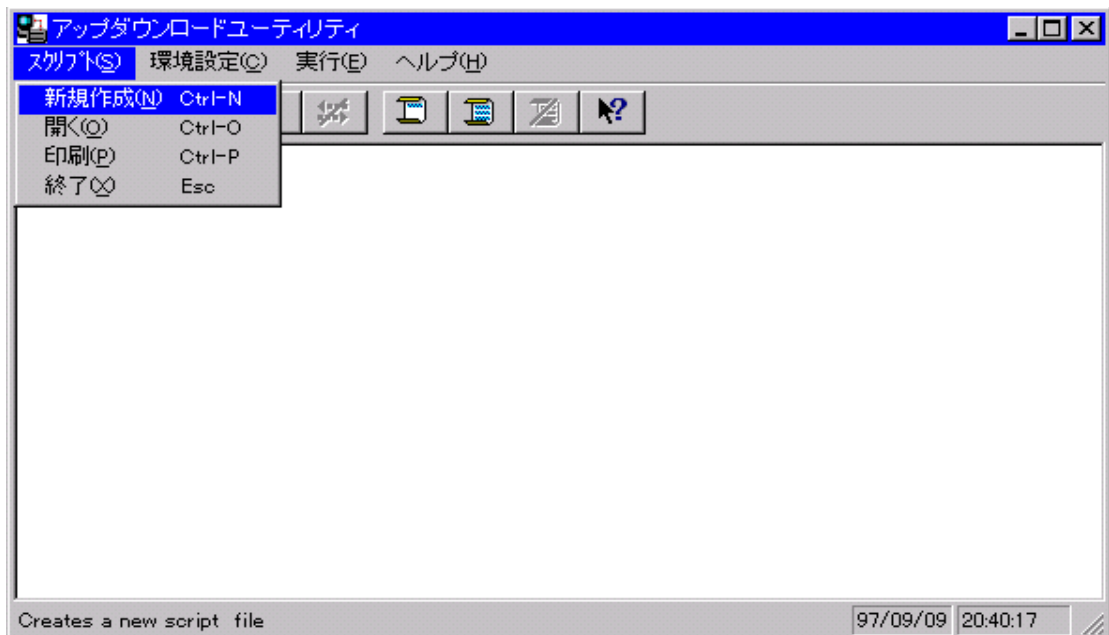 アップダウンロードユーティリティ
ｽｸﾘﾌﾟﾄ(S) 環境設定(C) 実行(E) ヘルプ(H)
新規作成(N) Ctrl-N
開く(O) Ctrl-O
印刷(P) Ctrl-P
終了(X) Esc
Creates a new script file 97/09/09 20:40:17